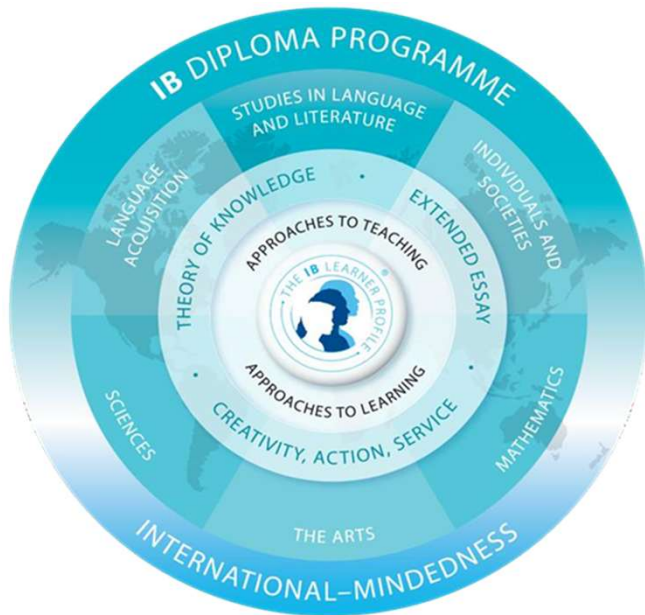 IB DIPLOMA PROGRAMME
STUDIES IN LANGUAGE
AND LITERATURE
LANGUAGE
ACQUISITION
INDIVIDUALS AND
SOCIETIES
THEORY OF KNOWLEDGE
·
EXTENDED ESSAY
APPROACHES TO TEACHING
THE IB LEARNER PROFILE
®
APPROACHES TO LEARNING
·
CREATIVITY, ACTION, SERVICE
·
SCIENCES
MATHEMATICS
THE ARTS
INTERNATIONAL–MINDEDNESS